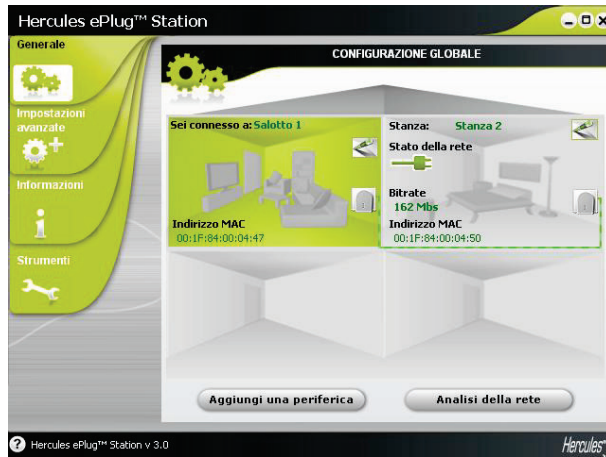 Hercules ePlug™ Station
Generale
Impostazioni
avanzate
Informazioni
Strumenti
CONFIGURAZIONE GLOBALE
Sei connesso a: Salotto 1
Indirizzo MAC
00:1F:84:00:04:47
Stanza: Stanza 2
Stato della rete
Bitrate
162 Mbs
Indirizzo MAC
00:1F:84:00:04:50
Aggiungi una periferica
Analisi della rete
? Hercules ePlug™ Station v 3.0
Hercules